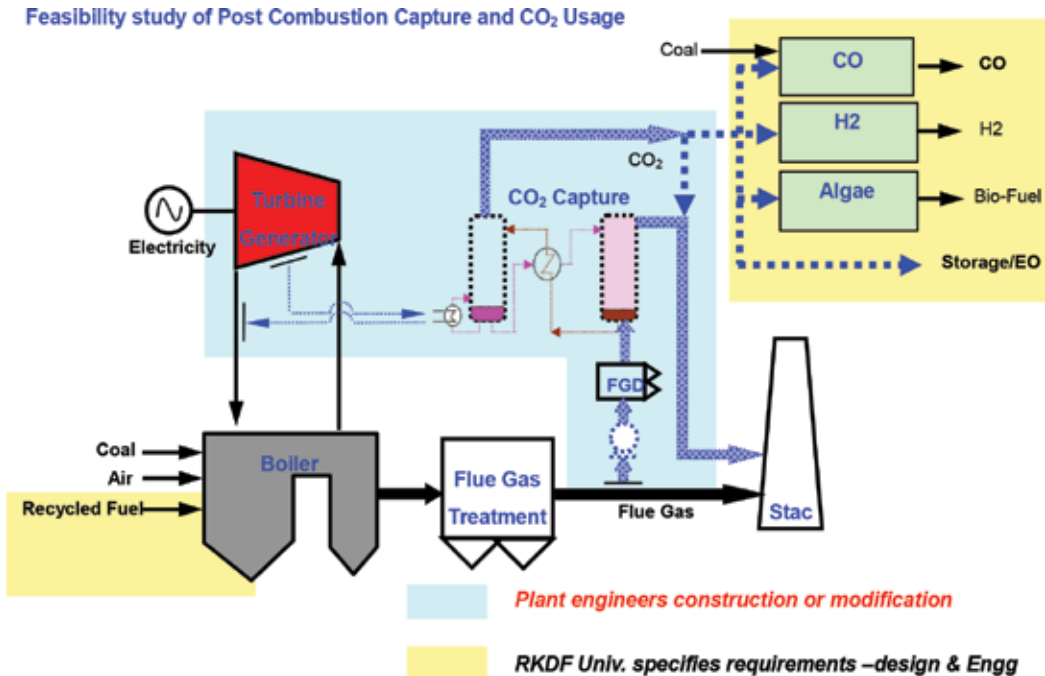 Feasibility study of Post Combustion Capture and CO₂ Usage
Coal
CO
CO
H2
H2
CO₂
Algae
Bio-Fuel
Storage/EO
CO₂ Capture
Turbine
Generator
Electricity
FGD
Coal
Air
Recycled Fuel
Boiler
Flue Gas
Treatment
Flue Gas
Stac
Plant engineers construction or modification
RKDF Univ. specifies requirements –design & Engg